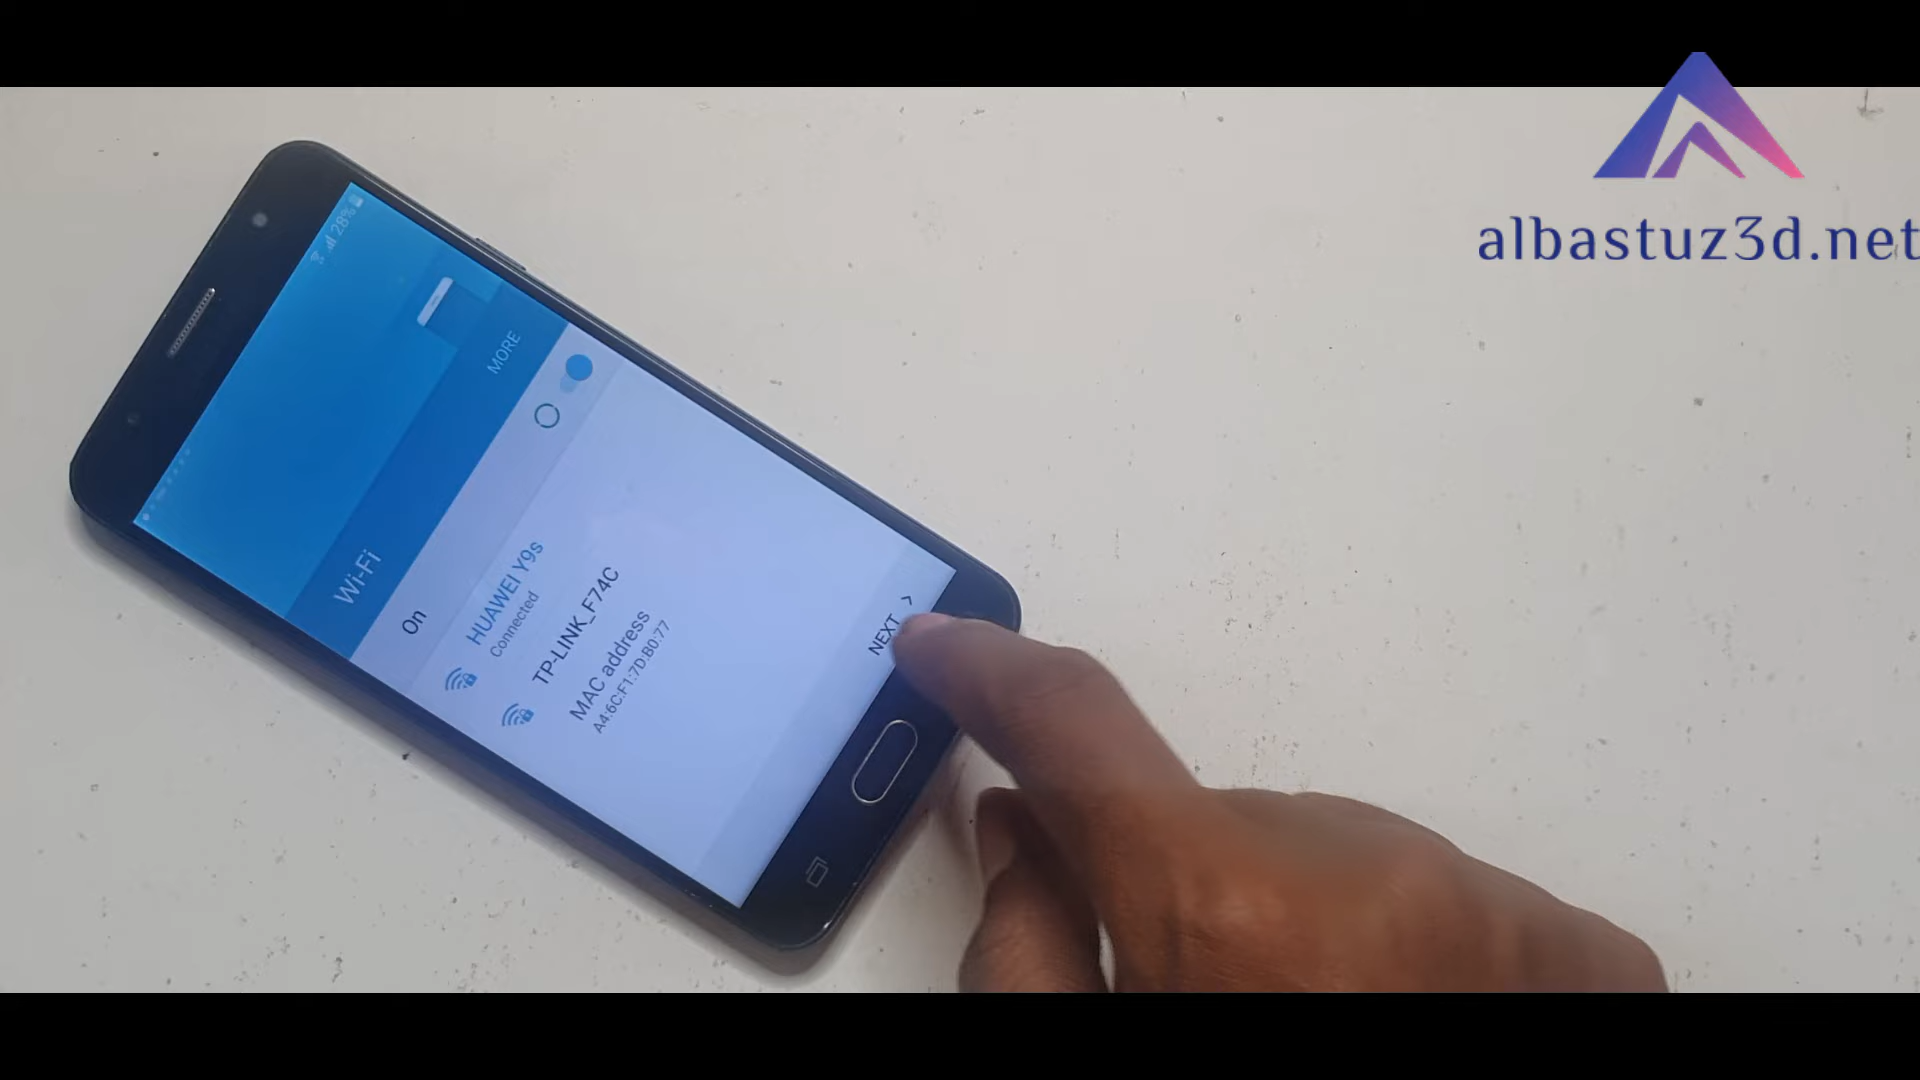 albastuz3d.net
28%
MORE
Wi-Fi
On
HUAWEI Y9s
Connected
TP-LINK_F74C
MAC address
A4:6C:F1:7D:B0:77
NEXT >